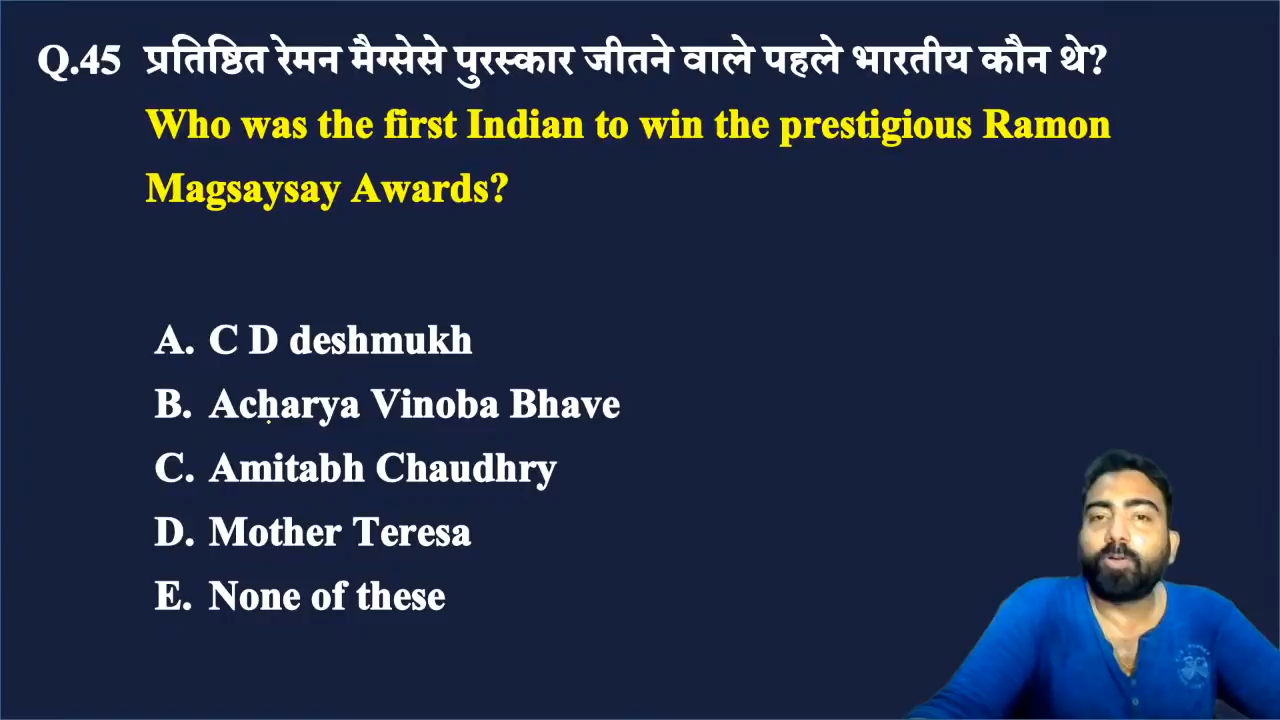 Q.45 प्रतिष्ठित रेमन मैग्सेसे पुरस्कार जीतने वाले पहले भारतीय कौन थे?
Who was the first Indian to win the prestigious Ramon
Magsaysay Awards?
A. C D deshmukh
B. Acharya Vinoba Bhave
C. Amitabh Chaudhry
D. Mother Teresa
E. None of these